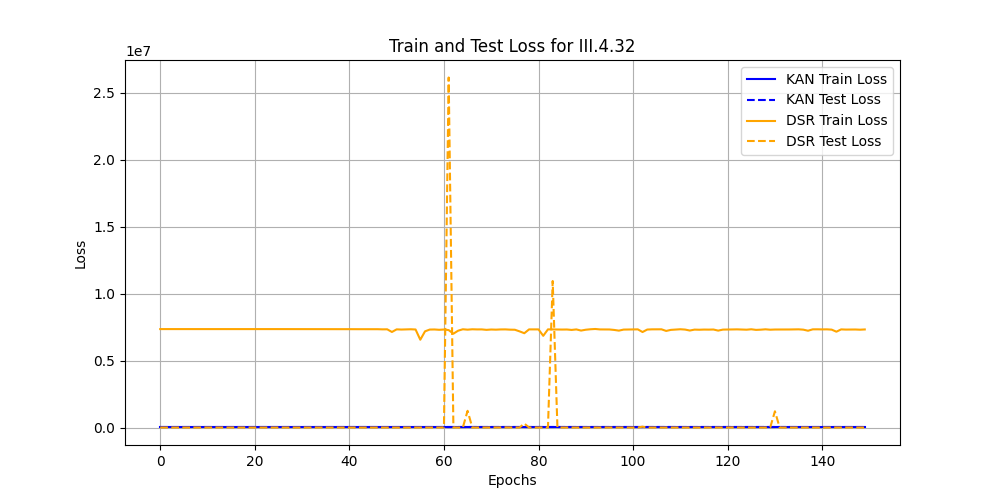 Train and Test Loss for III.4.32
1e7
2.5
2.0
1.5
1.0
0.5
0.0
Loss
0 20 40 60 80 100 120 140
Epochs
KAN Train Loss
KAN Test Loss
DSR Train Loss
DSR Test Loss